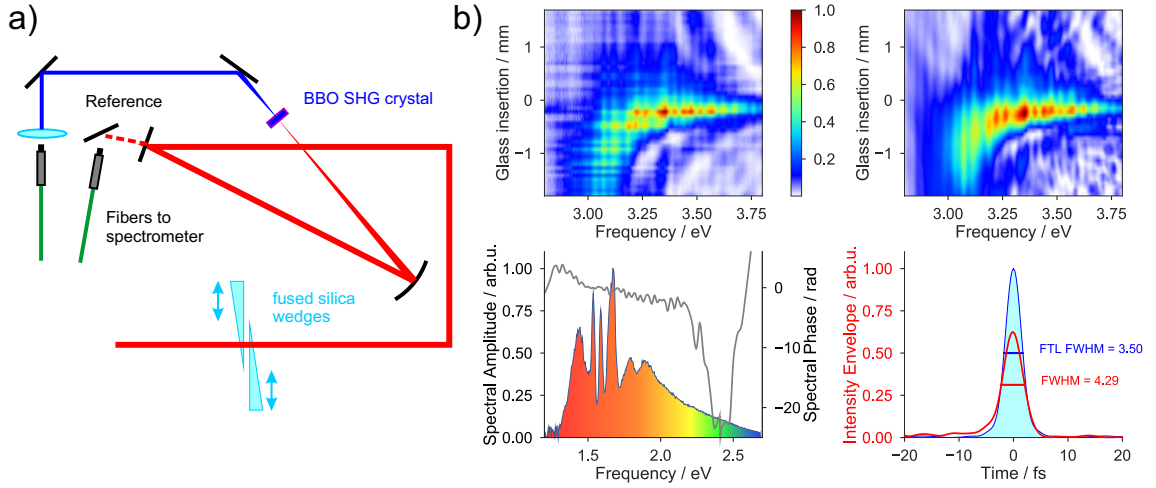 a)
Reference
BBO SHG crystal
Fibers to
spectrometer
fused silica
wedges
b)
Glass insertion / mm
1
0
−1
3.00 3.25 3.50 3.75
Frequency / eV
1.0
0.8
0.6
0.4
0.2
Glass insertion / mm
1
0
−1
3.00 3.25 3.50 3.75
Frequency / eV
Spectral Amplitude / arb.u.
1.00
0.75
0.50
0.25
0.00
1.5 2.0 2.5
Frequency / eV
0
−10
−20
Spectral Phase / rad
Intensity Envelope / arb.u.
1.00
0.75
0.50
0.25
0.00
FTL FWHM = 3.50
FWHM = 4.29
−20 −10 0 10 20
Time / fs